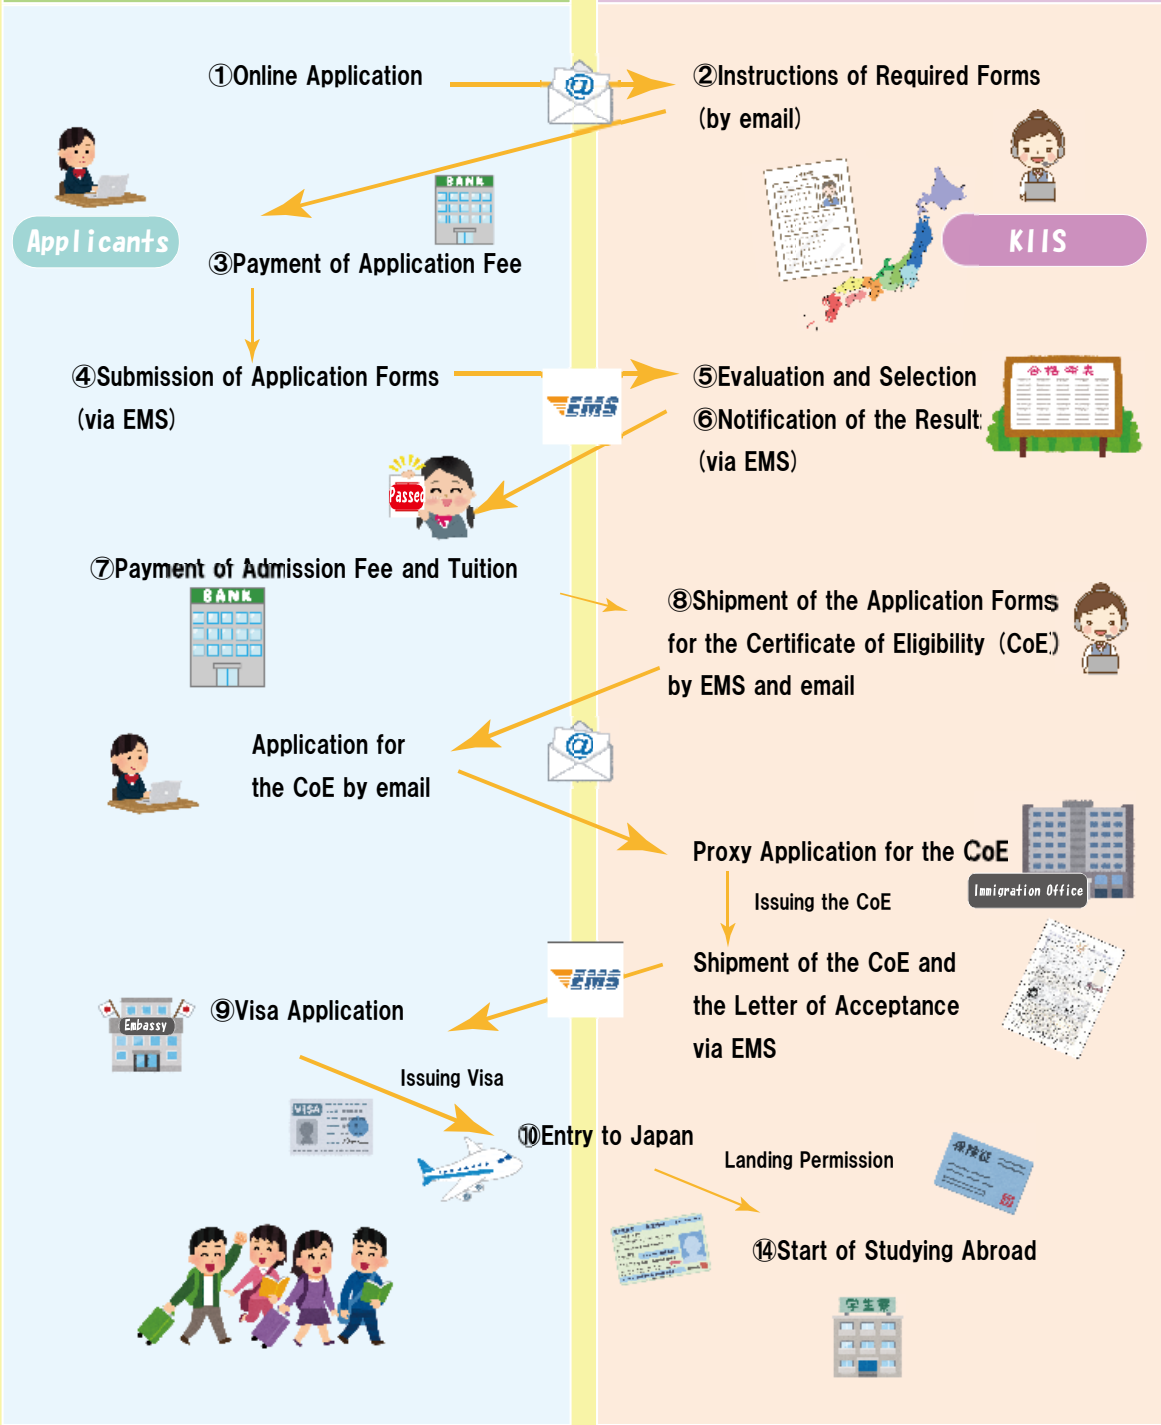 ①Online Application
②Instructions of Required Forms
(by email)
BANK
Applicants
KIIS
③Payment of Application Fee
④Submission of Application Forms
(via EMS)
EMS
⑤Evaluation and Selection
⑥Notification of the Result
(via EMS)
合格発表
Passed
⑦Payment of Admission Fee and Tuition
BANK
⑧Shipment of the Application Forms
for the Certificate of Eligibility (CoE)
by EMS and email
Application for
the CoE by email
Proxy Application for the CoE
Immigration Office
Issuing the CoE
EMS
Shipment of the CoE and
the Letter of Acceptance
via EMS
⑨Visa Application
Embassy
Issuing Visa
VISA
⑩Entry to Japan
Landing Permission
保険証
⑭Start of Studying Abroad
学生寮